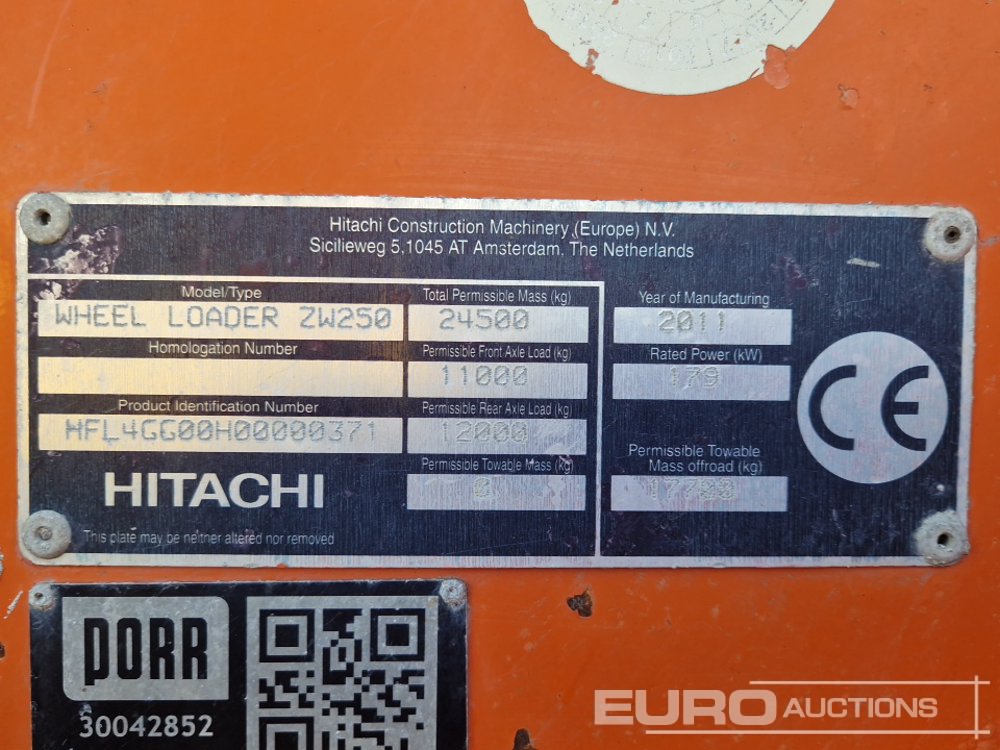 Hitachi Construction Machinery (Europe) N.V.
Sicilieweg 5, 1045 AT Amsterdam, The Netherlands
Model/Type
WHEEL LOADER ZW250
Homologation Number
Product Identification Number
HFL4GG00H00000371
HITACHI
This plate may be neither altered nor removed
Total Permissible Mass (kg)
24500
Permissible Front Axle Load (kg)
11000
Permissible Rear Axle Load (kg)
12000
Permissible Towable Mass (kg)
0
Year of Manufacturing
2011
Rated Power (kW)
179
Permissible Towable
Mass offroad (kg)
CE
PORR
30042852
EURO AUCTIONS